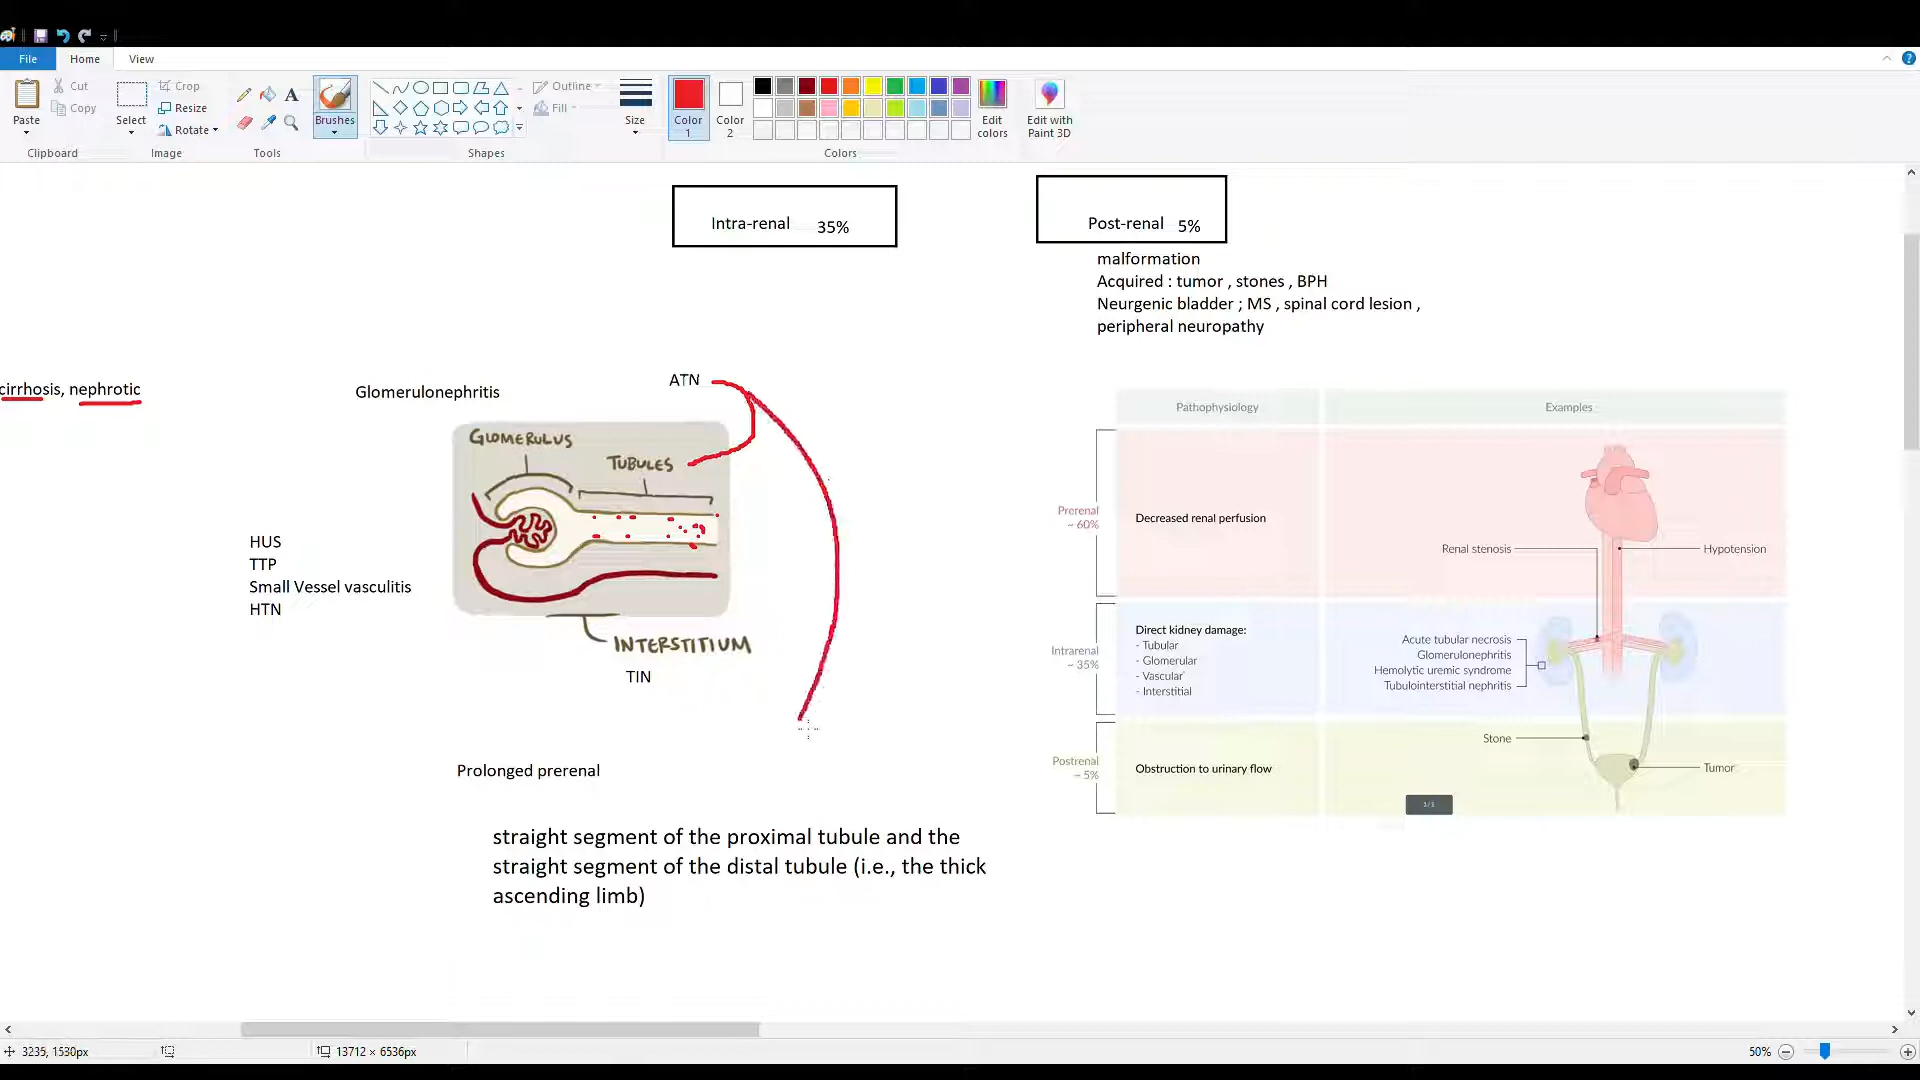 File
Home
View
Paste
Cut
Copy
Clipboard
Select
Crop
Resize
Rotate
Image
A
Tools
Brushes
Shapes
Outline
Fill
Size
Color 1
Color 2
Colors
Edit colors
Edit with Paint 3D
Intra-renal 35%
Post-renal 5%
malformation
Acquired : tumor , stones , BPH
Neurgenic bladder ; MS , spinal cord lesion ,
peripheral neuropathy
cirrhosis, nephrotic
Glomerulonephritis
ATN
GLOMERULUS
TUBULES
INTERSTITIUM
TIN
HUS
TTP
Small Vessel vasculitis
HTN
Prolonged prerenal
straight segment of the proximal tubule and the
straight segment of the distal tubule (i.e., the thick
ascending limb)
Pathophysiology
Examples
Prerenal
~ 60%
Decreased renal perfusion
Renal stenosis
Hypotension
Intrarenal
~ 35%
Direct kidney damage:
- Tubular
- Glomerular
- Vascular
- Interstitial
Acute tubular necrosis
Glomerulonephritis
Hemolytic uremic syndrome
Tubulointerstitial nephritis
Postrenal
~ 5%
Obstruction to urinary flow
Stone
Tumor
1/1
3235, 1530px
13712 × 6536px
50%